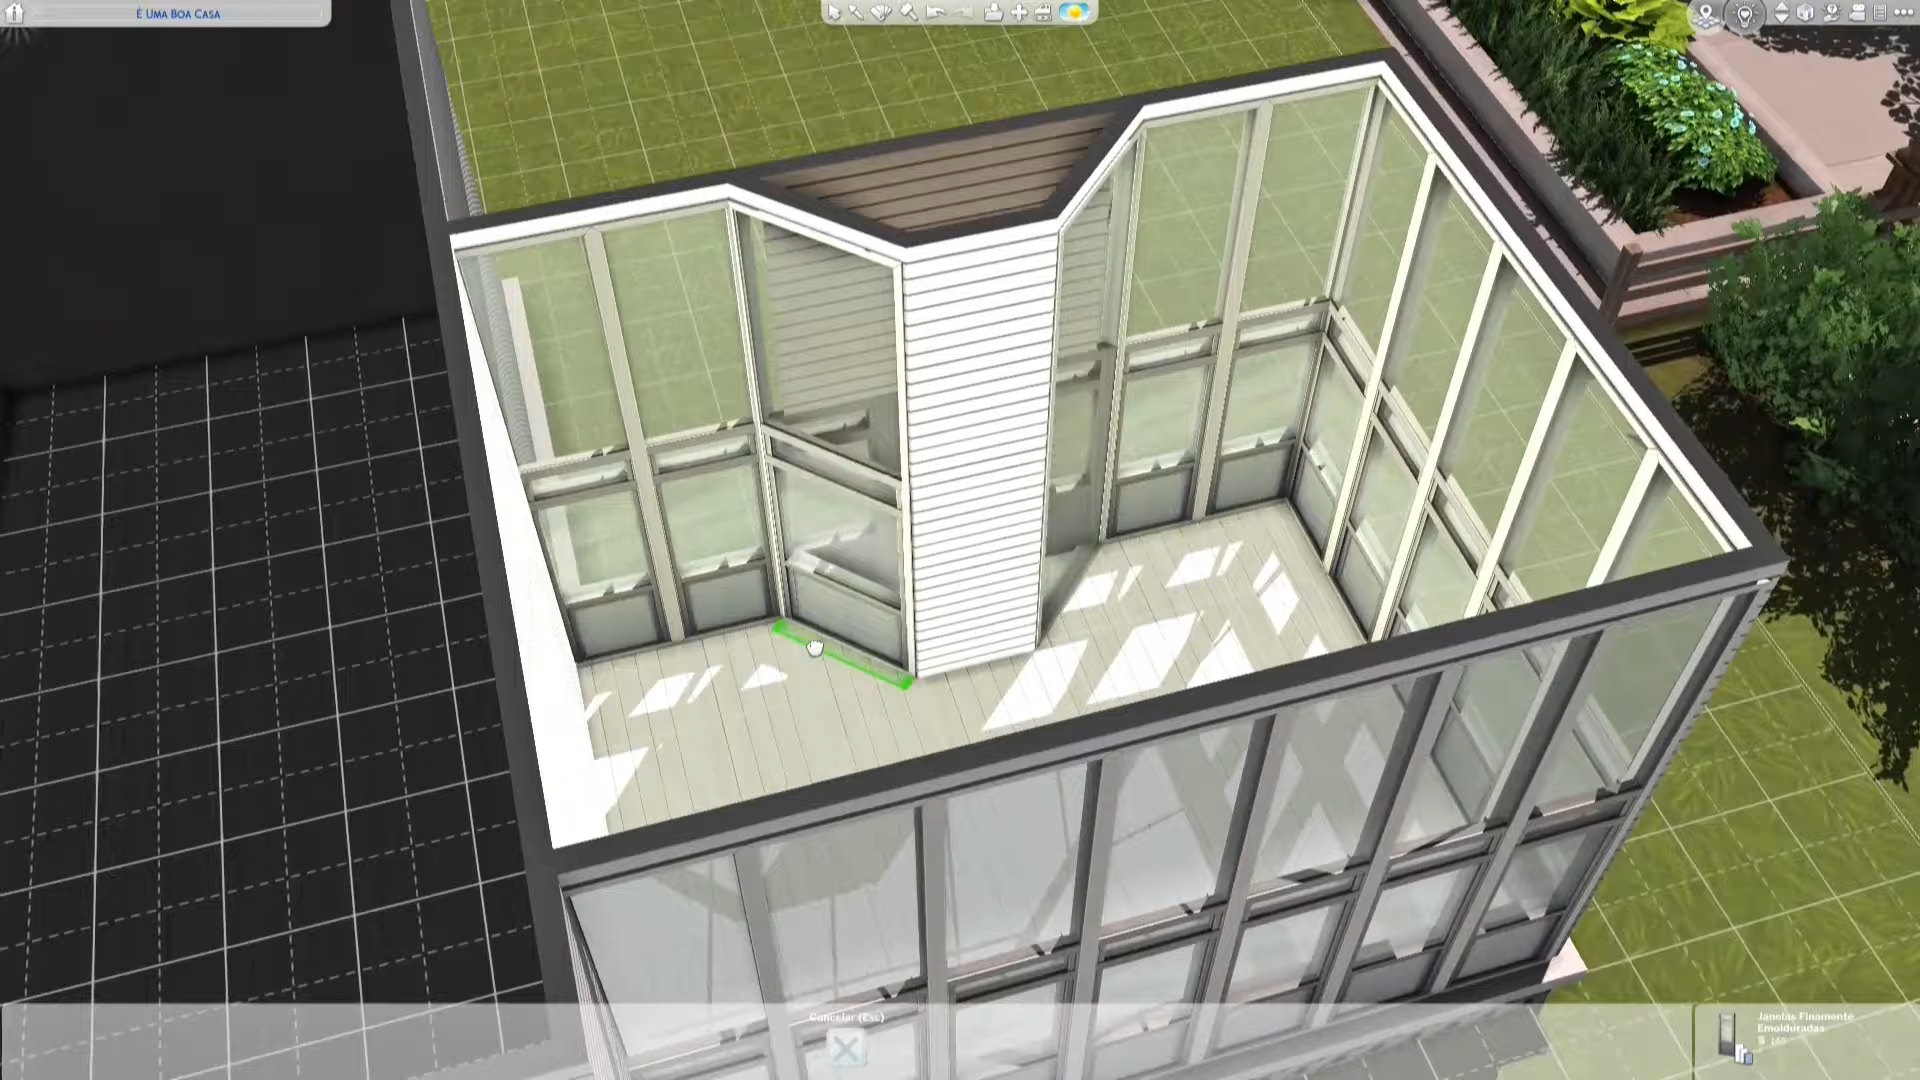 É UMA BOA CASA
Cancelar (Esc)
Janelas Finamente
Emolduradas